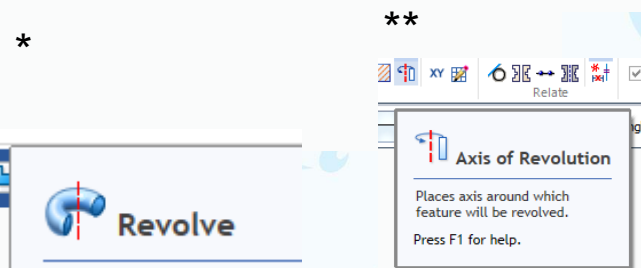 *
Revolve
**
XY
Relate
Axis of Revolution
Places axis around which
feature will be revolved.
Press F1 for help.